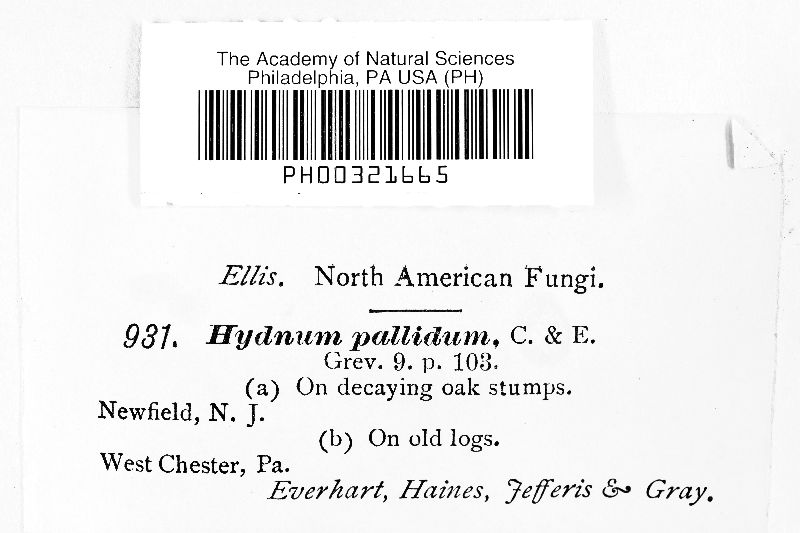 The Academy of Natural Sciences
Philadelphia, PA USA (PH)
PH00321665
Ellis. North American Fungi.
931. Hydnum pallidum, C. & E.
Grev. 9. p. 103.
(a) On decaying oak stumps.
Newfield, N. J.
(b) On old logs.
West Chester, Pa.
Everhart, Haines, Jefferis & Gray.